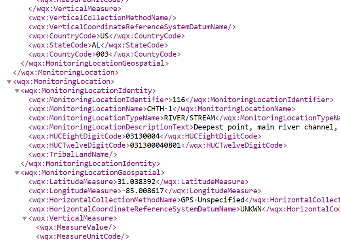 <wqx:MeasureUnitCode/>
</wqx:VerticalMeasure>
<wqx:VerticalCollectionMethodName/>
<wqx:VerticalCoordinateReferenceSystemDatumName/>
<wqx:CountryCode>US</wqx:CountryCode>
<wqx:StateCode>AL</wqx:StateCode>
<wqx:CountyCode>003</wqx:CountyCode>
</wqx:MonitoringLocationGeospatial>
</wqx:MonitoringLocation>
<wqx:MonitoringLocation>
<wqx:MonitoringLocationIdentity>
<wqx:MonitoringLocationIdentifier>116</wqx:MonitoringLocationIdentifier>
<wqx:MonitoringLocationName>CHTH-1</wqx:MonitoringLocationName>
<wqx:MonitoringLocationTypeName>RIVER/STREAM</wqx:MonitoringLocationTypeNam
<wqx:MonitoringLocationDescriptionText>Deepest point, main river channel,
<wqx:HUCEightDigitCode>03130004</wqx:HUCEightDigitCode>
<wqx:HUCTwelveDigitCode>031300040801</wqx:HUCTwelveDigitCode>
<wqx:TribalLandName/>
</wqx:MonitoringLocationIdentity>
<wqx:MonitoringLocationGeospatial>
<wqx:LatitudeMeasure>31.038392</wqx:LatitudeMeasure>
<wqx:LongitudeMeasure>-85.008617</wqx:LongitudeMeasure>
<wqx:HorizontalCollectionMethodName>GPS-Unspecified</wqx:HorizontalCollect
<wqx:HorizontalCoordinateReferenceSystemDatumName>UNKWN</wqx:HorizontalCoo
<wqx:VerticalMeasure>
<wqx:MeasureValue/>
<wqx:MeasureUnitCode/>